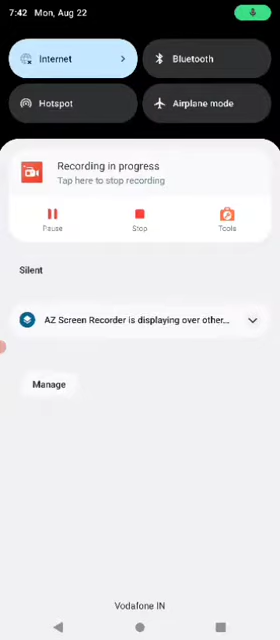 7:42 Mon, Aug 22
Internet
Bluetooth
Hotspot
Airplane mode
Recording in progress
Tap here to stop recording
Pause
Stop
Tools
Silent
AZ Screen Recorder is displaying over other...
Manage
Vodafone IN